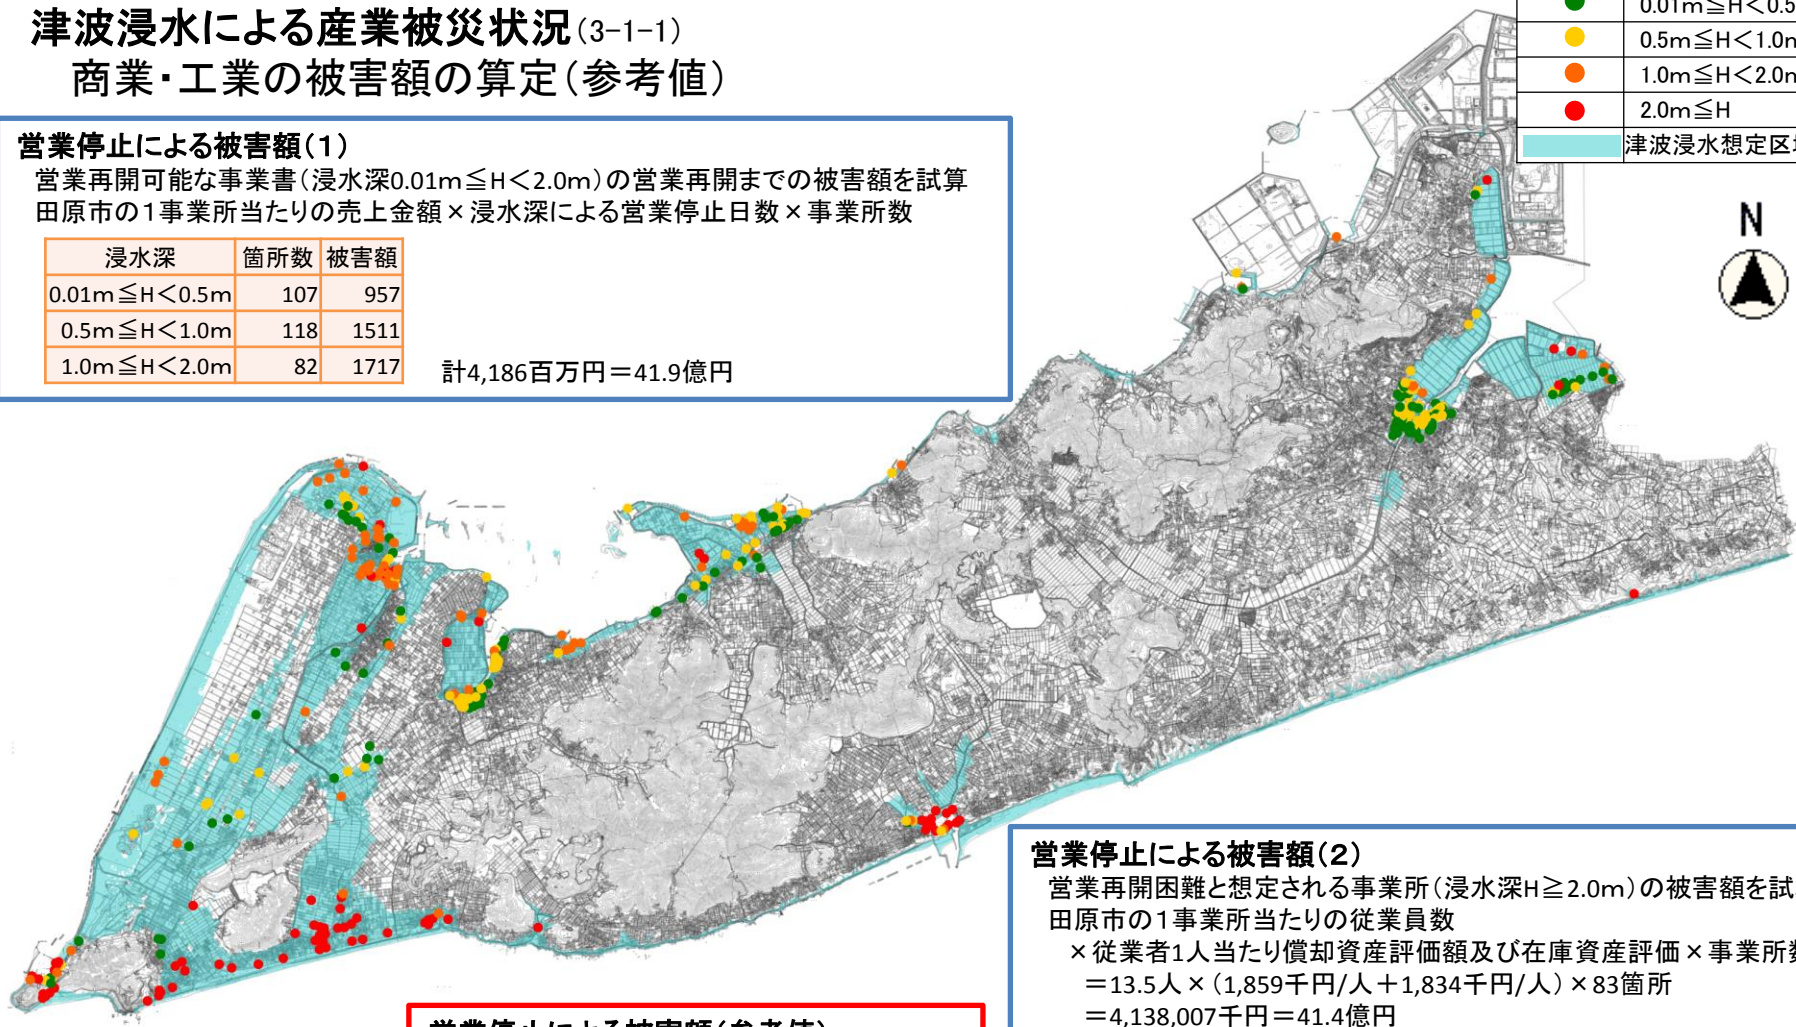 津波浸水による産業被災状況(3-1-1)
商業・工業の被害額の算定(参考値)
0.01m≦H<0.5
0.5m≦H<1.0m
1.0m≦H<2.0m
2.0m≦H
津波浸水想定区
営業停止による被害額(1)
営業再開可能な事業書(浸水深0.01m≦H<2.0m)の営業再開までの被害額を試算
田原市の1事業所当たりの売上金額×浸水深による営業停止日数×事業所数
浸水深 箇所数 被害額
0.01m≦H<0.5m 107 957
0.5m≦H<1.0m 118 1511
1.0m≦H<2.0m 82 1717
計4,186百万円=41.9億円
N
営業停止による被害額(2)
営業再開困難と想定される事業所(浸水深H≧2.0m)の被害額を試
田原市の1事業所当たりの従業員数
×従業者1人当たり償却資産評価額及び在庫資産評価×事業所数
=13.5人×(1,859千円/人+1,834千円/人)×83箇所
=4,138,007千円=41.4億円
営業停止による被害額(参考値)